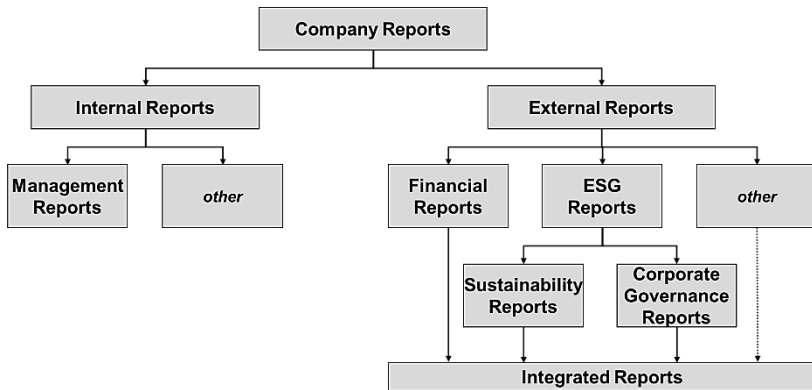 Company Reports
Internal Reports
External Reports
Management
Reports
other
Financial
Reports
ESG
Reports
other
Sustainability
Reports
Corporate
Governance
Reports
Integrated Reports